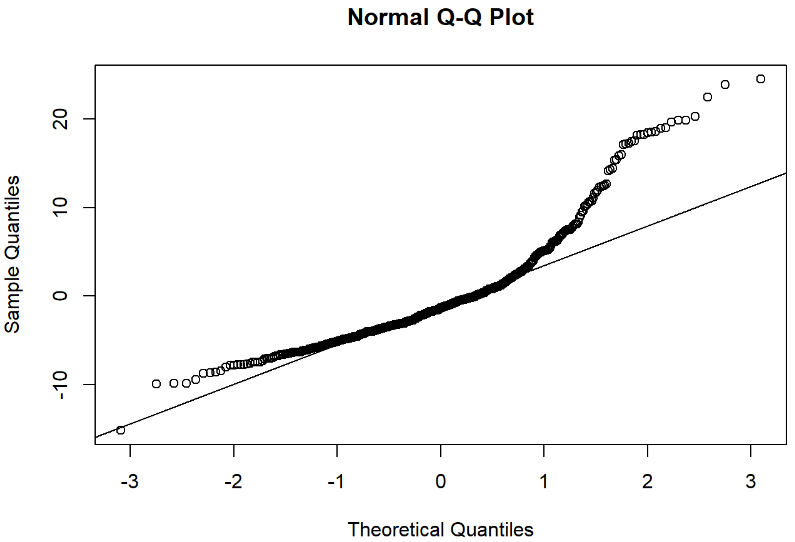 Normal Q-Q Plot
Sample Quantiles
20
10
0
-10
-3 -2 -1 0 1 2 3
Theoretical Quantiles